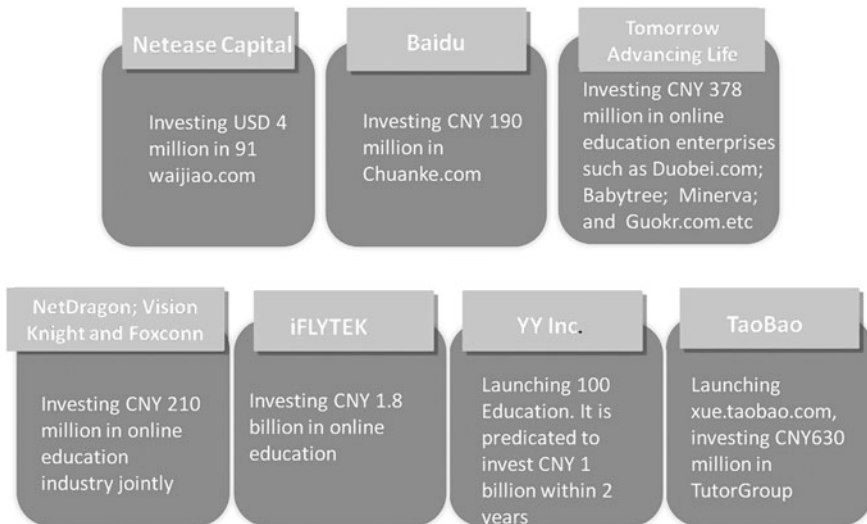 Netease Capital
Investing USD 4
million in 91
waijiao.com
Baidu
Investing CNY 190
million in
Chuanke.com
Tomorrow
Advancing Life
Investing CNY 378
million in online
education enterprises
such as Duobei.com;
Babytree; Minerva;
and Guokr.com.etc
NetDragon; Vision
Knight and Foxconn
Investing CNY 210
million in online
education
industry jointly
iFLYTEK
Investing CNY 1.8
billion in online
education
YY Inc.
Launching 100
Education. It is
predicated to
invest CNY 1
billion within 2
years
TaoBao
Launching
xue.taobao.com,
investing CNY630
million in
TutorGroup